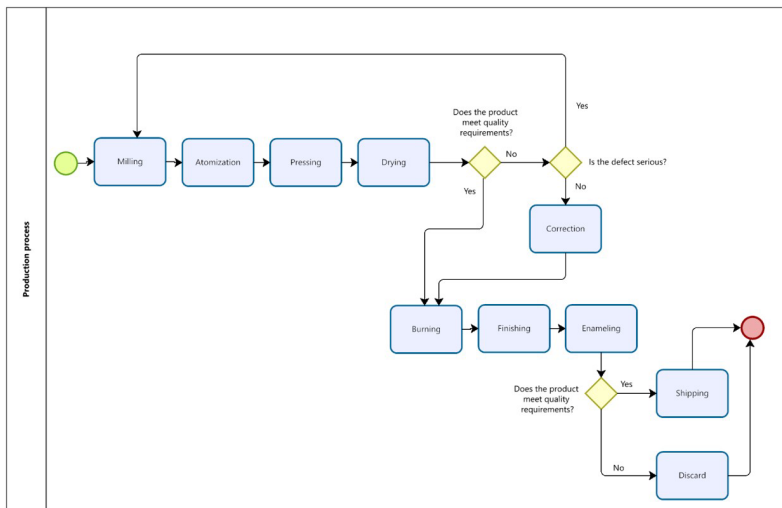 Production process
Yes
Does the product
meet quality
requirements?
Milling
Atomization
Pressing
Drying
No
Is the defect serious?
Yes
No
Correction
Burning
Finishing
Enameling
Does the product
meet quality
requirements?
Yes
Shipping
No
Discard